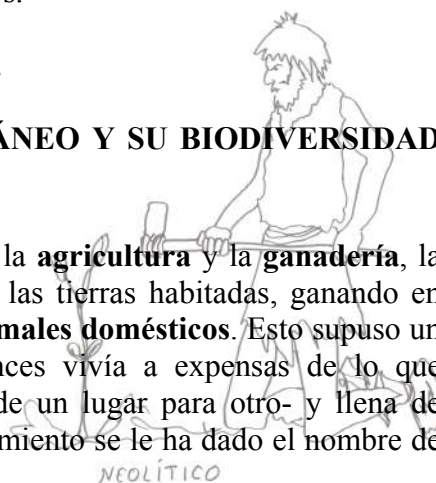 s.
ÁNEO Y SU BIODIVERSIDAD
la agricultura y la ganadería, la
las tierras habitadas, ganando en
males domésticos. Esto supuso un
nces vivía a expensas de lo que
de un lugar para otro- y llena de
miento se le ha dado el nombre de
NEOLÍTICO